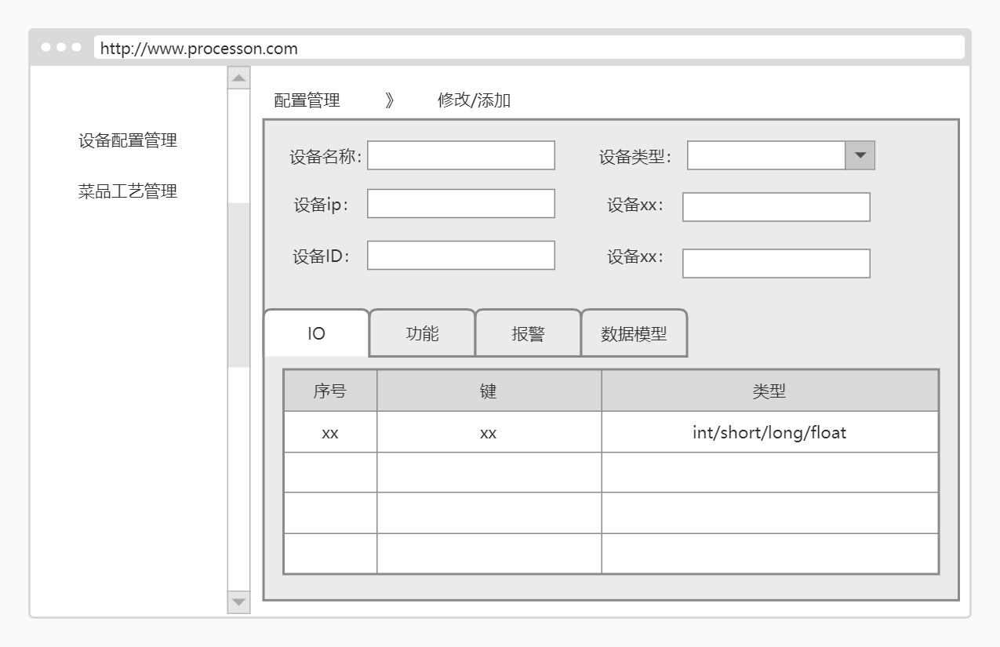 http://www.processon.com
设备配置管理
菜品工艺管理
配置管理 》 修改/添加
设备名称： 设备类型：
设备ip： 设备xx：
设备ID： 设备xx：
IO 功能 报警 数据模型
序号 键 类型
xx xx int/short/long/float